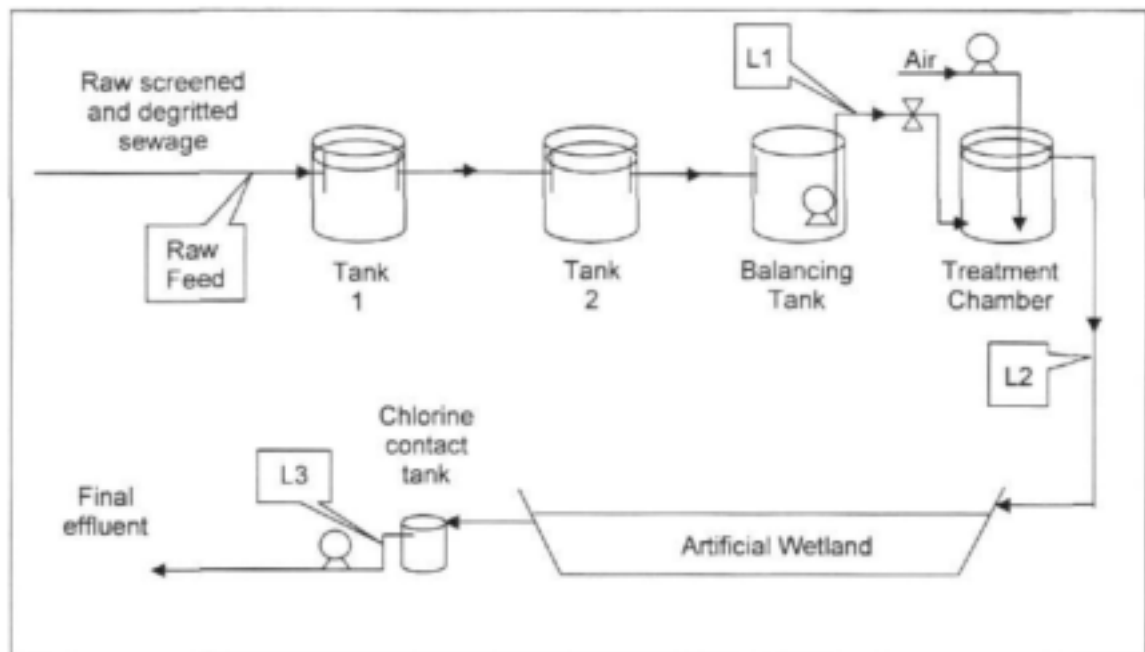 Raw screened
and degritted
sewage
Raw
Feed
Tank
1
Tank
2
Balancing
Tank
L1
Air
Treatment
Chamber
L2
Artificial Wetland
Chlorine
contact
tank
L3
Final
effluent